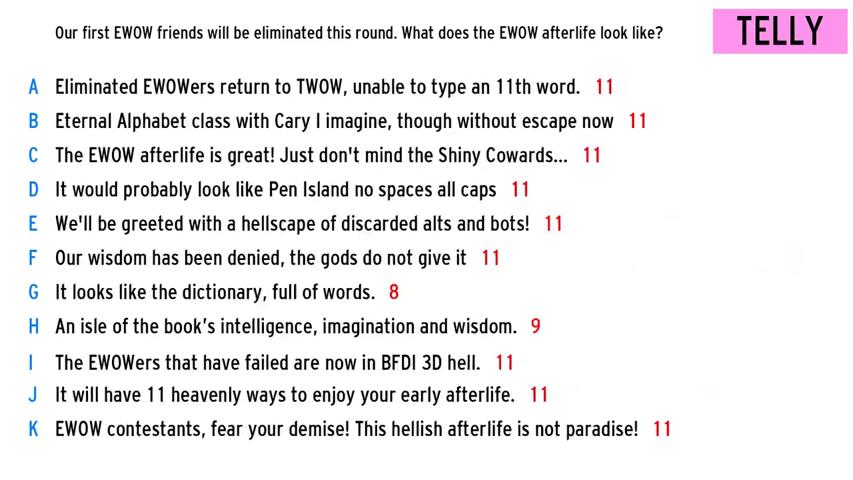 Our first EWOW friends will be eliminated this round. What does the EWOW afterlife look like?
TELLY
A Eliminated EWOWers return to TWOW, unable to type an 11th word. 11
B Eternal Alphabet class with Cary I imagine, though without escape now 11
C The EWOW afterlife is great! Just don't mind the Shiny Cowards... 11
D It would probably look like Pen Island no spaces all caps 11
E We'll be greeted with a hellscape of discarded alts and bots! 11
F Our wisdom has been denied, the gods do not give it 11
G It looks like the dictionary, full of words. 8
H An isle of the book’s intelligence, imagination and wisdom. 9
I The EWOWers that have failed are now in BFDI 3D hell. 11
J It will have 11 heavenly ways to enjoy your early afterlife. 11
K EWOW contestants, fear your demise! This hellish afterlife is not paradise! 11